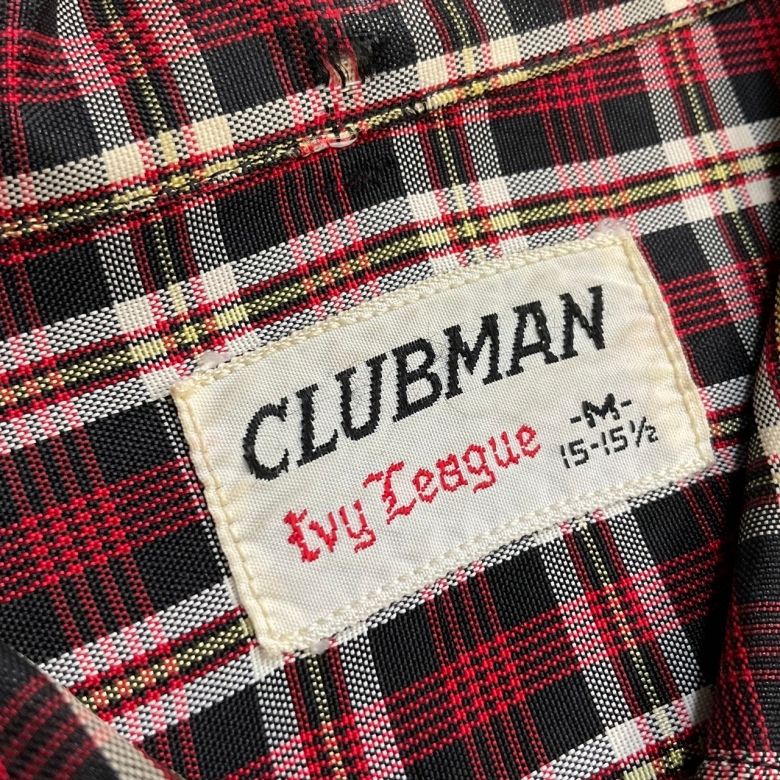 CLUBMAN
Ivy League
-M-
15-15½